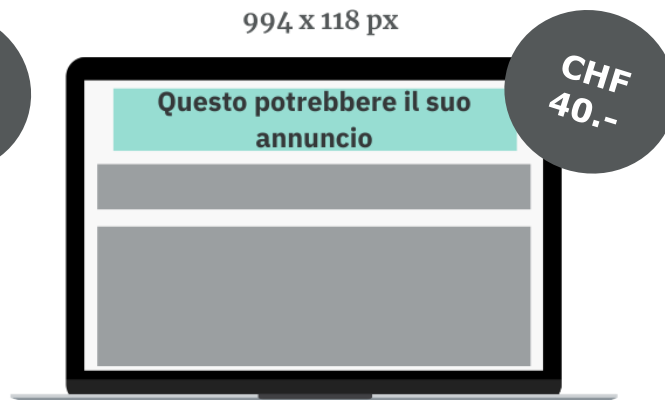 994 x 118 px
CHF
40.-
Questo potrebbere il suo
annuncio